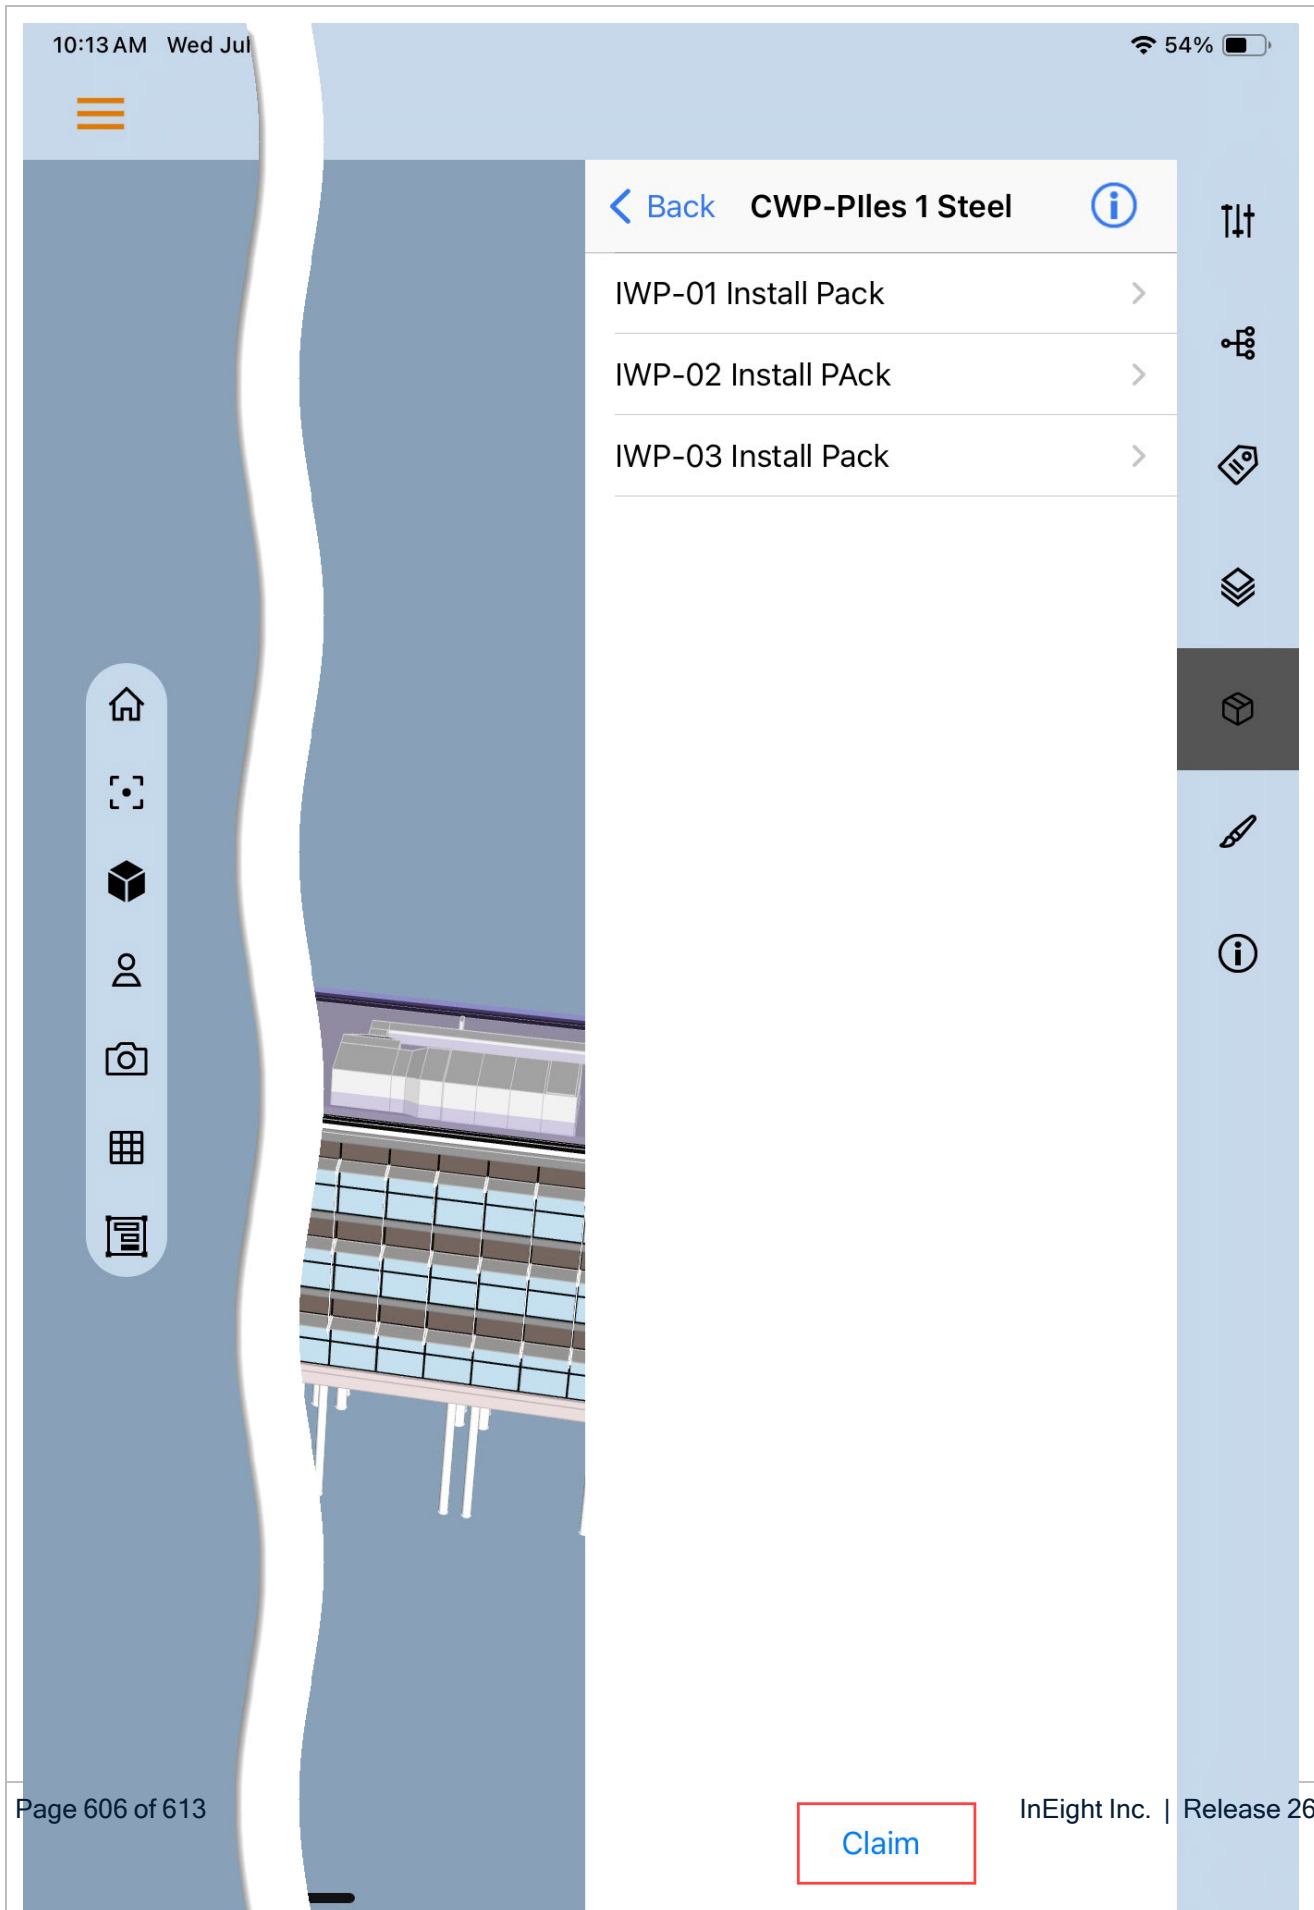 10:13 AM Wed Jul
54%
Back CWP-PIles 1 Steel
IWP-01 Install Pack
IWP-02 Install PAck
IWP-03 Install Pack
Page 606 of 613
InEight Inc. | Release 26
Claim